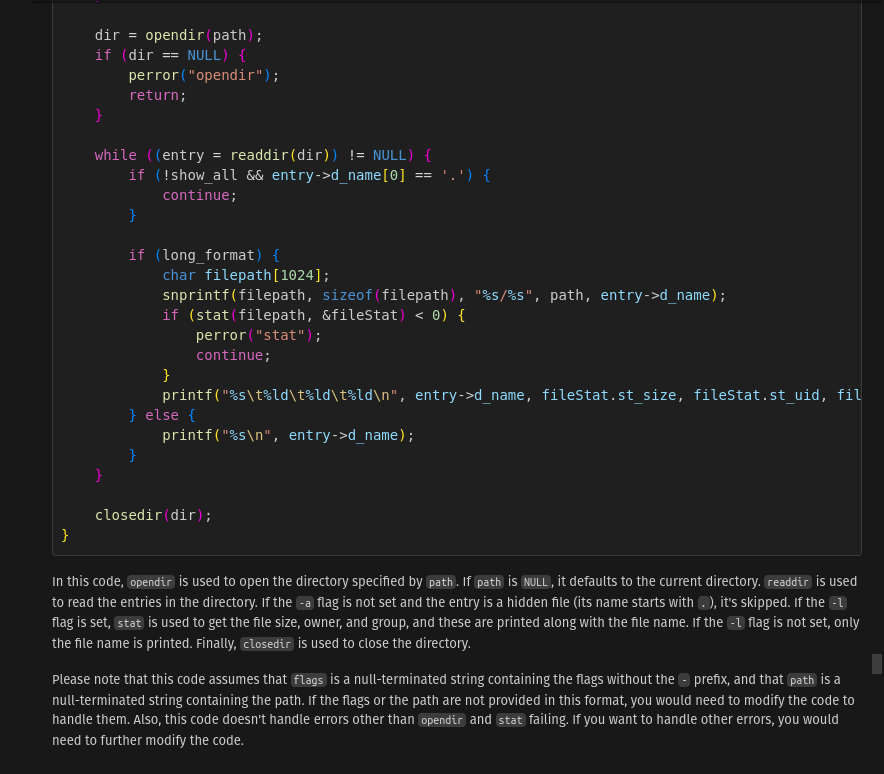 dir = opendir(path);
    if (dir == NULL) {
        perror("opendir");
        return;
    }
    while ((entry = readdir(dir)) != NULL) {
        if (!show_all && entry->d_name[0] == '.') {
            continue;
        }
        if (long_format) {
            char filepath[1024];
            snprintf(filepath, sizeof(filepath), "%s/%s", path, entry->d_name);
            if (stat(filepath, &fileStat) < 0) {
                perror("stat");
                continue;
            }
            printf("%s\t%ld\t%ld\t%ld\n", entry->d_name, fileStat.st_size, fileStat.st_uid, fil
        } else {
            printf("%s\n", entry->d_name);
        }
    }
    closedir(dir);
}
In this code, opendir is used to open the directory specified by path. If path is NULL, it defaults to the current directory. readdir is used
to read the entries in the directory. If the -a flag is not set and the entry is a hidden file (its name starts with .), it's skipped. If the -l
flag is set, stat is used to get the file size, owner, and group, and these are printed along with the file name. If the -l flag is not set, only
the file name is printed. Finally, closedir is used to close the directory.
Please note that this code assumes that flags is a null-terminated string containing the flags without the - prefix, and that path is a
null-terminated string containing the path. If the flags or the path are not provided in this format, you would need to modify the code to
handle them. Also, this code doesn't handle errors other than opendir and stat failing. If you want to handle other errors, you would
need to further modify the code.